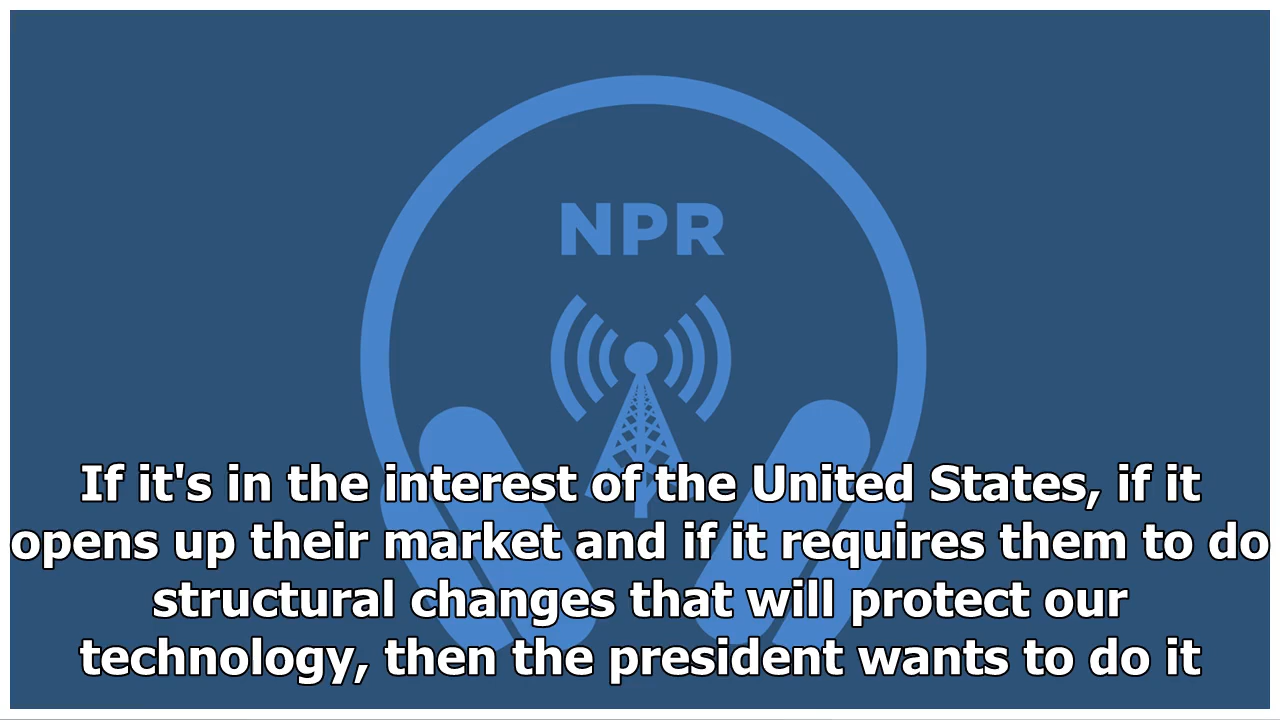 NPR
If it's in the interest of the United States, if it
opens up their market and if it requires them to do
structural changes that will protect our
technology, then the president wants to do it